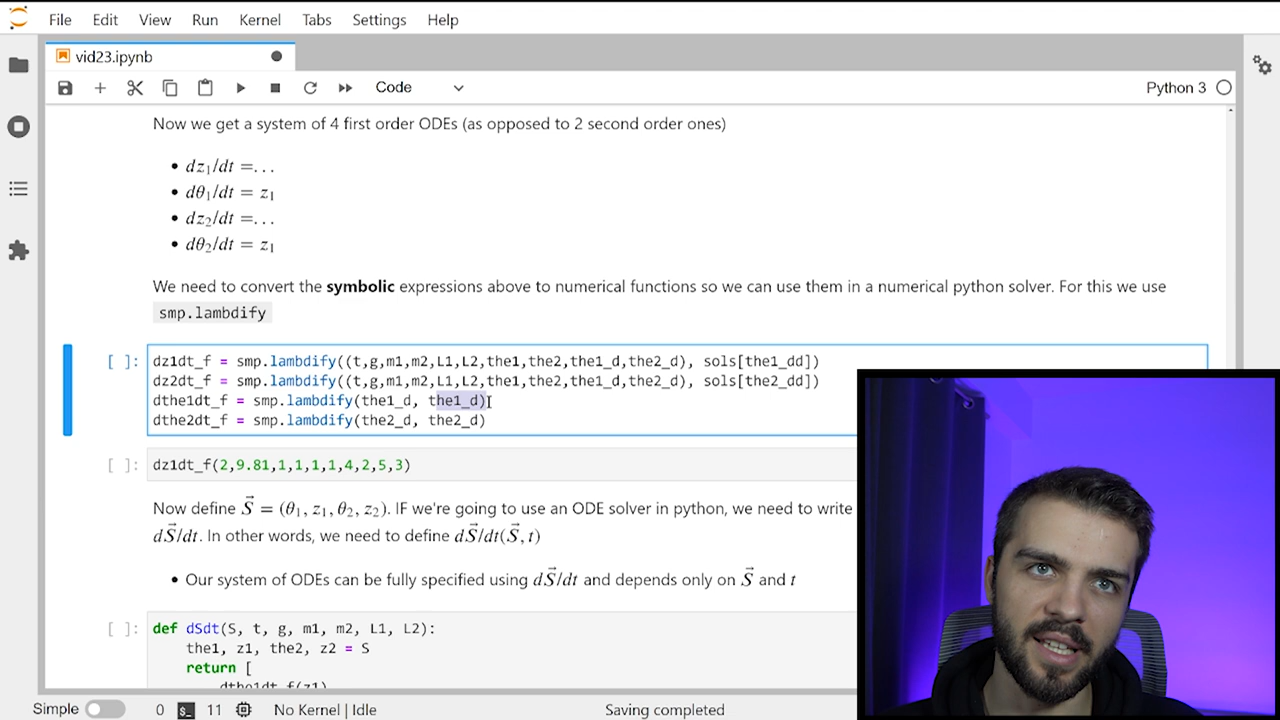 File Edit View Run Kernel Tabs Settings Help
vid23.ipynb
Code
Python 3
Now we get a system of 4 first order ODEs (as opposed to 2 second order ones)
• dz₁/dt =...
• dθ₁/dt = z₁
• dz₂/dt =...
• dθ₂/dt = z₁
We need to convert the symbolic expressions above to numerical functions so we can use them in a numerical python solver. For this we use
smp.lambdify
[ ]: dz1dt_f = smp.lambdify((t,g,m1,m2,L1,L2,the1,the2,the1_d,the2_d), sols[the1_dd])
dz2dt_f = smp.lambdify((t,g,m1,m2,L1,L2,the1,the2,the1_d,the2_d), sols[the2_dd])
dthe1dt_f = smp.lambdify(the1_d, the1_d)
dthe2dt_f = smp.lambdify(the2_d, the2_d)
[ ]: dz1dt_f(2,9.81,1,1,1,1,4,2,5,3)
Now define S⃗ = (θ₁, z₁, θ₂, z₂). IF we're going to use an ODE solver in python, we need to write
dS⃗/dt. In other words, we need to define dS⃗/dt(S⃗, t)
• Our system of ODEs can be fully specified using dS⃗/dt and depends only on S⃗ and t
[ ]: def dSdt(S, t, g, m1, m2, L1, L2):
the1, z1, the2, z2 = S
return [
dthe1dt_f(z1)
Simple 0 $_ 11 No Kernel | Idle Saving completed